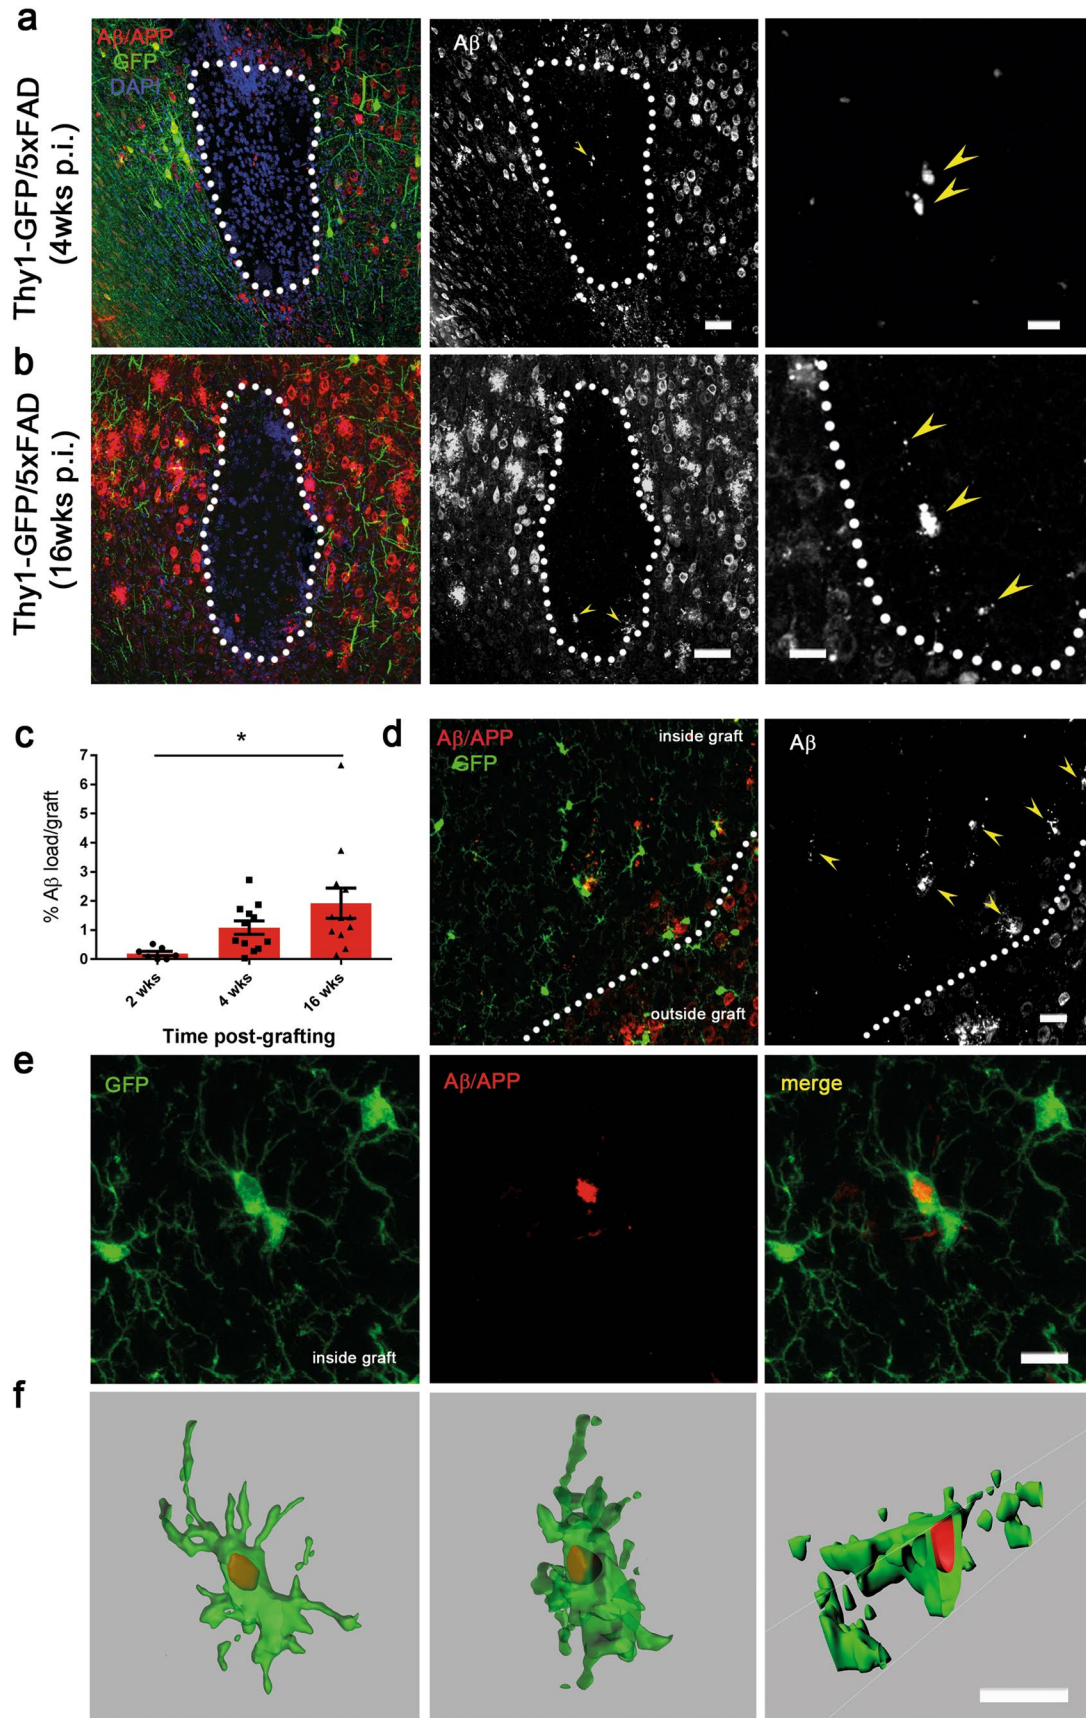 a
Thy1-GFP/5xFAD
(4wks p.i.)
Aβ/APP
GFP
DAPI
Aβ
b
Thy1-GFP/5xFAD
(16wks p.i.)
c
*
% Aβ load/graft
7
6
5
4
3
2
1
0
2 wks
4 wks
16 wks
Time post-grafting
d
Aβ/APP
GFP
inside graft
outside graft
Aβ
e
GFP
inside graft
Aβ/APP
merge
f